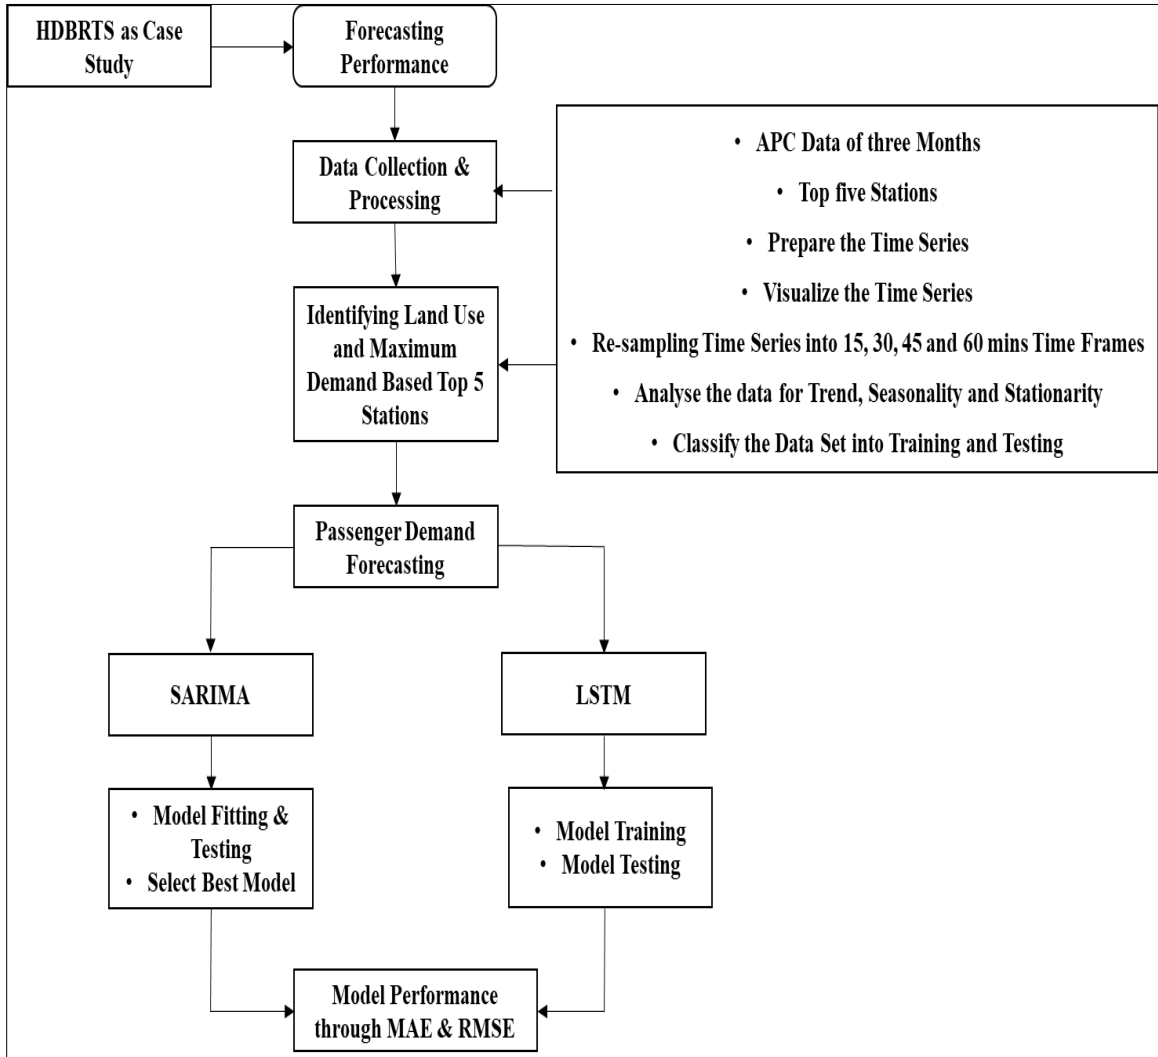 HDBRTS as Case
Study
Forecasting
Performance
Data Collection &
Processing
• APC Data of three Months
• Top five Stations
• Prepare the Time Series
• Visualize the Time Series
• Re-sampling Time Series into 15, 30, 45 and 60 mins Time Frames
• Analyse the data for Trend, Seasonality and Stationarity
• Classify the Data Set into Training and Testing
Identifying Land Use
and Maximum
Demand Based Top 5
Stations
Passenger Demand
Forecasting
SARIMA
LSTM
• Model Fitting &
Testing
• Select Best Model
• Model Training
• Model Testing
Model Performance
through MAE & RMSE